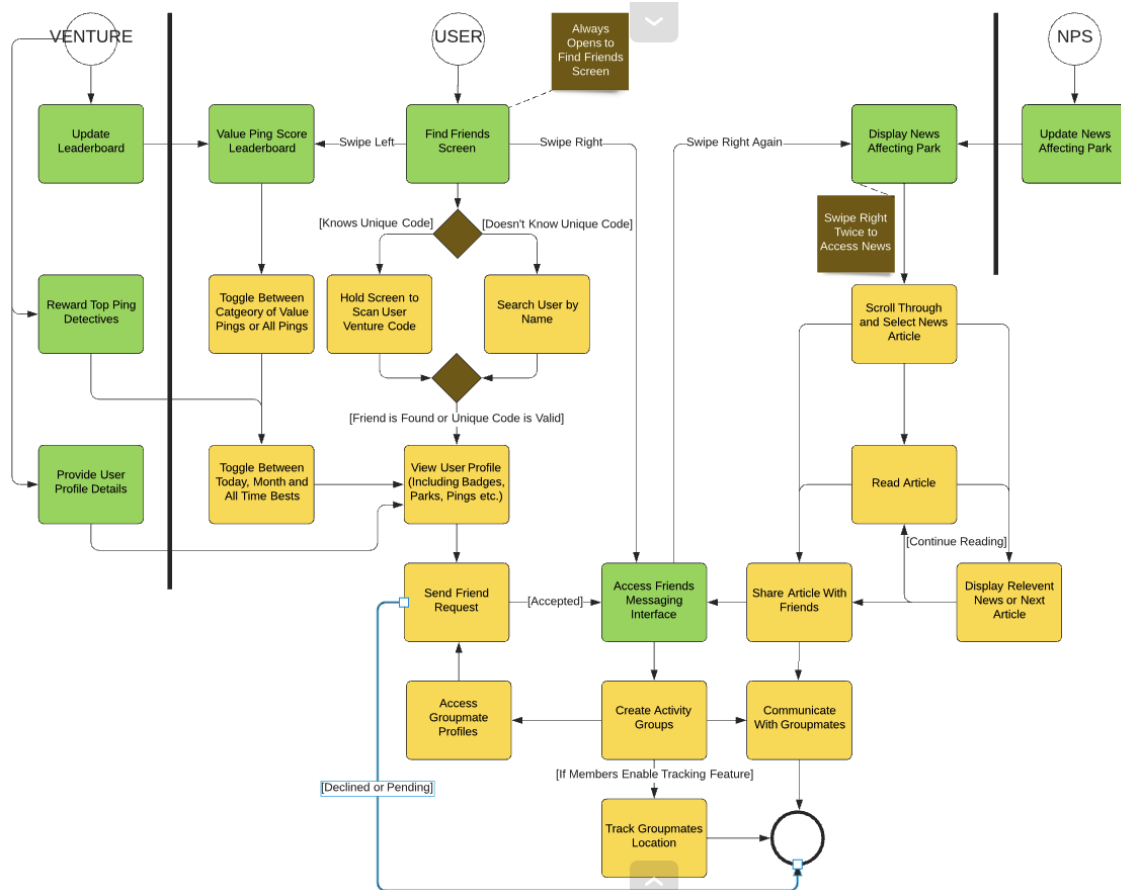 VENTURE
USER
Always
Opens to
Find Friends
Screen
NPS
Update
Leaderboard
Value Ping Score
Leaderboard
Swipe Left
Find Friends
Screen
Swipe Right
Swipe Right Again
Display News
Affecting Park
Update News
Affecting Park
[Knows Unique Code]
[Doesn't Know Unique Code]
Swipe Right
Twice to
Access News
Reward Top Ping
Detectives
Toggle Between
Catgeory of Value
Pings or All Pings
Hold Screen to
Scan User
Venture Code
Search User by
Name
Scroll Through
and Select News
Article
[Friend is Found or Unique Code is Valid]
Provide User
Profile Details
Toggle Between
Today, Month and
All Time Bests
View User Profile
(Including Badges,
Parks, Pings etc.)
Read Article
[Continue Reading]
Send Friend
Request
[Accepted]
Access Friends
Messaging
Interface
Share Article With
Friends
Display Relevent
News or Next
Article
Access
Groupmate
Profiles
Create Activity
Groups
Communicate
With Groupmates
[If Members Enable Tracking Feature]
[Declined or Pending]
Track Groupmates
Location